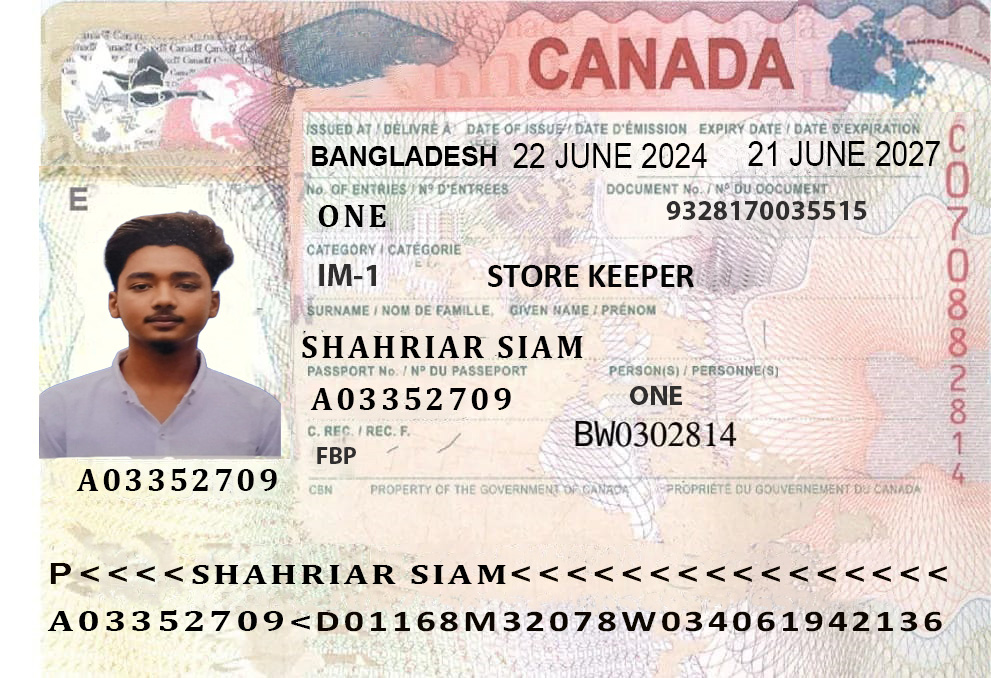 CANADA
ISSUED AT / DÉLIVRÉ À DATE OF ISSUE / DATE D'ÉMISSION EXPIRY DATE / DATE D'EXPIRATION
BANGLADESH 22 JUNE 2024 21 JUNE 2027
No. OF ENTRIES / Nº D'ENTRÉES DOCUMENT No. / Nº DU DOCUMENT
E
ONE 9328170035515
CATEGORY / CATÉGORIE
IM-1 STORE KEEPER
SURNAME / NOM DE FAMILLE, GIVEN NAME / PRÉNOM
SHAHRIAR SIAM
PASSPORT No. / Nº DU PASSEPORT PERSON(S) / PERSONNE(S)
A03352709 ONE
C. REC. / REC. F. BW0302814
FBP
A03352709
CBN PROPERTY OF THE GOVERNMENT OF CANADA PROPRIÉTÉ DU GOUVERNEMENT DU CANADA
C070882814
P<<<<SHAHRIAR SIAM<<<<<<<<<<<<<<<<
A03352709<D01168M32078W034061942136